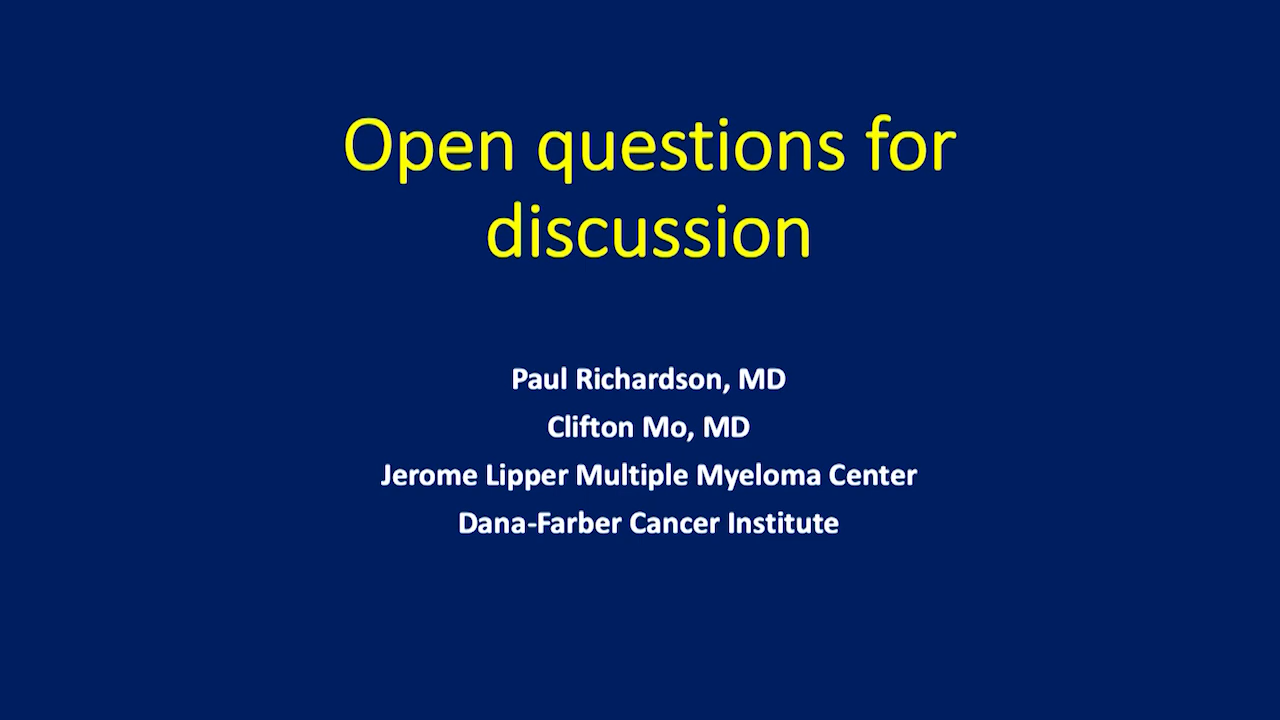 Open questions for
discussion
Paul Richardson, MD
Clifton Mo, MD
Jerome Lipper Multiple Myeloma Center
Dana-Farber Cancer Institute